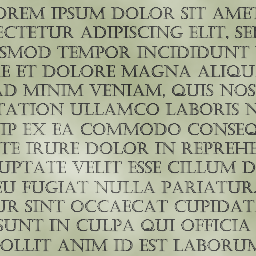 OREM IPSUM DOLOR SIT AMET
ECTETUR ADIPISCING ELIT, SE
SMOD TEMPOR INCIDIDUNT
E ET DOLORE MAGNA ALIQU
AD MINIM VENIAM, QUIS NOS
TATION ULLAMCO LABORIS N
IP EX EA COMMODO CONSEQ
TE IRURE DOLOR IN REPREHE
UPTATE VELIT ESSE CILLUM D
EU FUGIAT NULLA PARIATUR.
UR SINT OCCAECAT CUPIDAT
SUNT IN CULPA QUI OFFICIA
OLLIT ANIM ID EST LABORUM